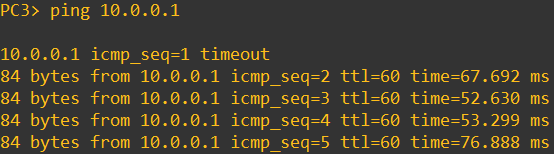 PC3> ping 10.0.0.1
10.0.0.1 icmp_seq=1 timeout
84 bytes from 10.0.0.1 icmp_seq=2 ttl=60 time=67.692 ms
84 bytes from 10.0.0.1 icmp_seq=3 ttl=60 time=52.630 ms
84 bytes from 10.0.0.1 icmp_seq=4 ttl=60 time=53.299 ms
84 bytes from 10.0.0.1 icmp_seq=5 ttl=60 time=76.888 ms